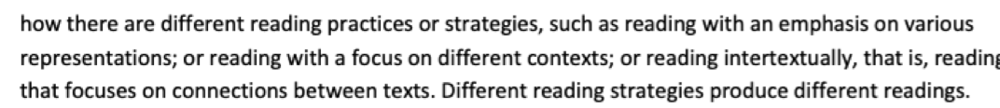 how there are different reading practices or strategies, such as reading with an emphasis on various
representations; or reading with a focus on different contexts; or reading intertextually, that is, reading
that focuses on connections between texts. Different reading strategies produce different readings.